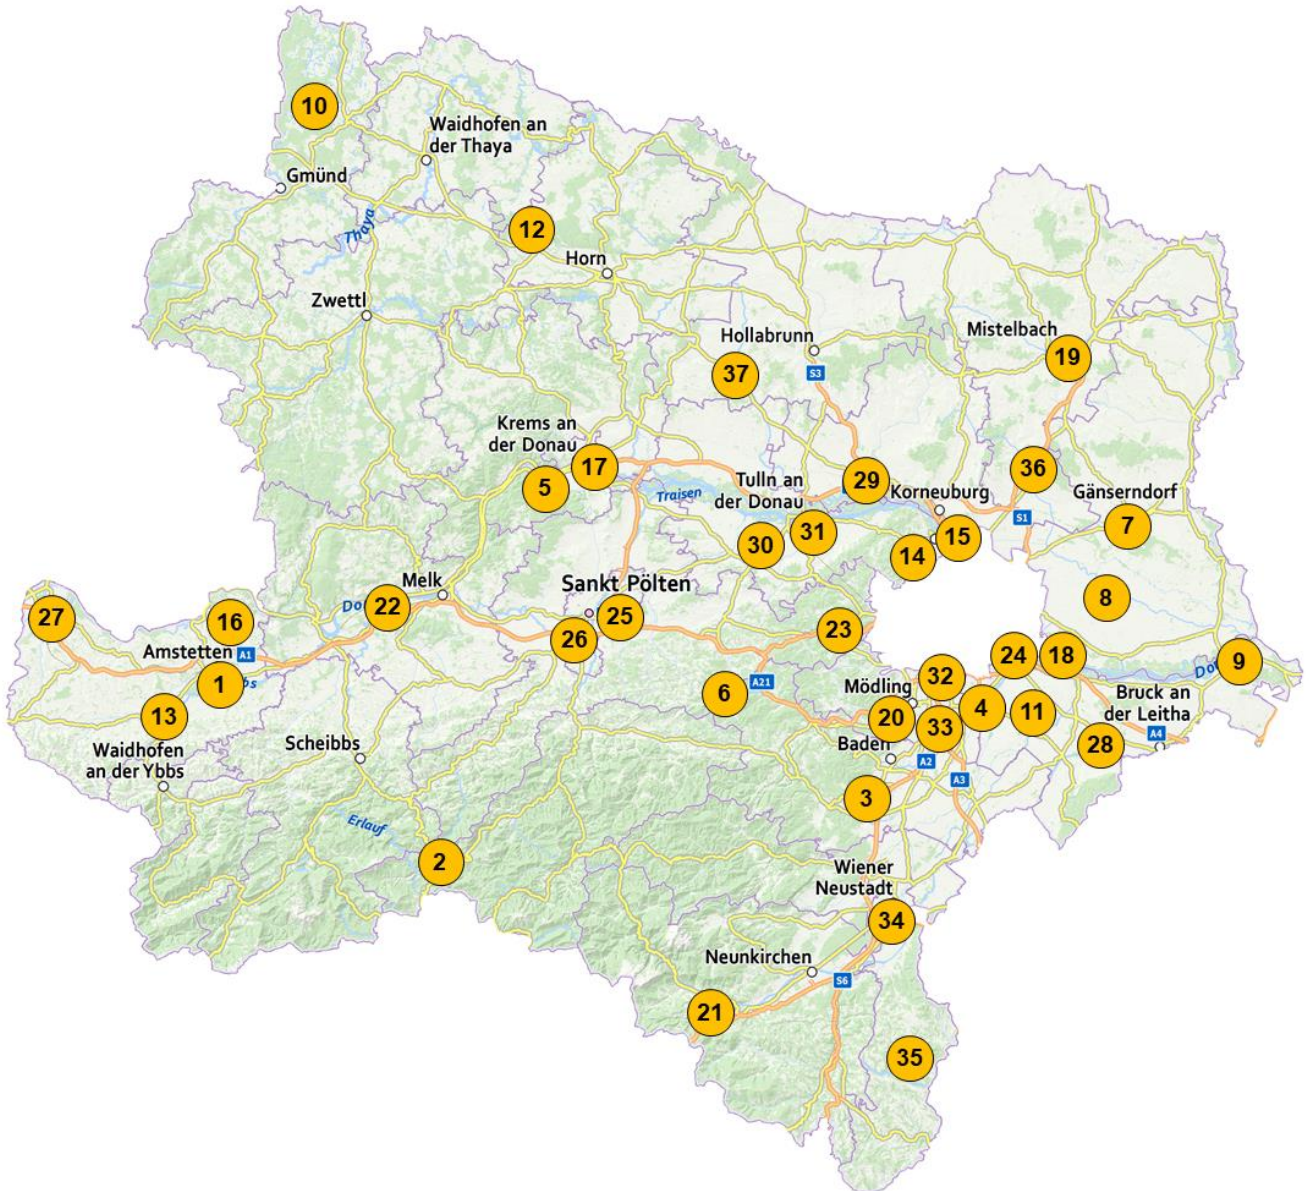 10
Waidhofen an
der Thaya
Gmünd
Thaya
12
Horn
Zwettl
Hollabrunn
Mistelbach
19
S3
37
Krems an
der Donau
17
5
Traisen
Tulln an
der Donau
29
Korneuburg
36
Gänserndorf
S1
7
30
31
14
15
Melk
Sankt Pölten
22
25
26
23
8
27
16
Amstetten
A1
1
13
Waidhofen
an der Ybbs
Scheibbs
Erlauf
2
6
A21
24
18
9
32
Mödling
20
33
4
11
Bruck an
der Leitha
A4
28
Baden
A2
A3
3
Wiener
Neustadt
34
Neunkirchen
S6
21
35